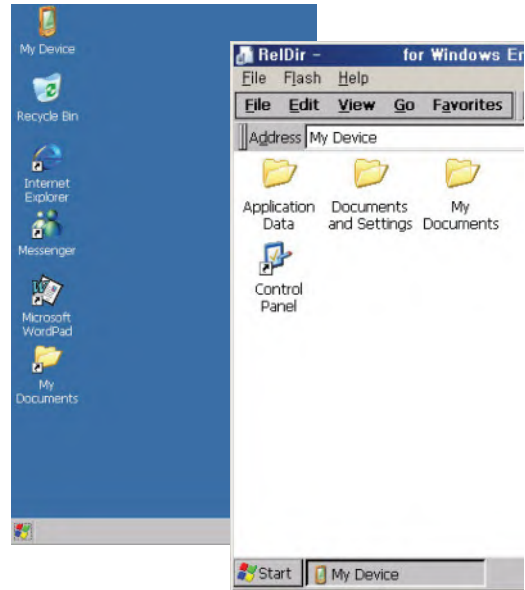 My Device
Recycle Bin
Internet
Explorer
Messenger
Microsoft
WordPad
My
Documents
RelDir - for Windows En
File Flash Help
File Edit View Go Favorites
Address My Device
Application
Data
Documents
and Settings
My
Documents
Control
Panel
Start My Device